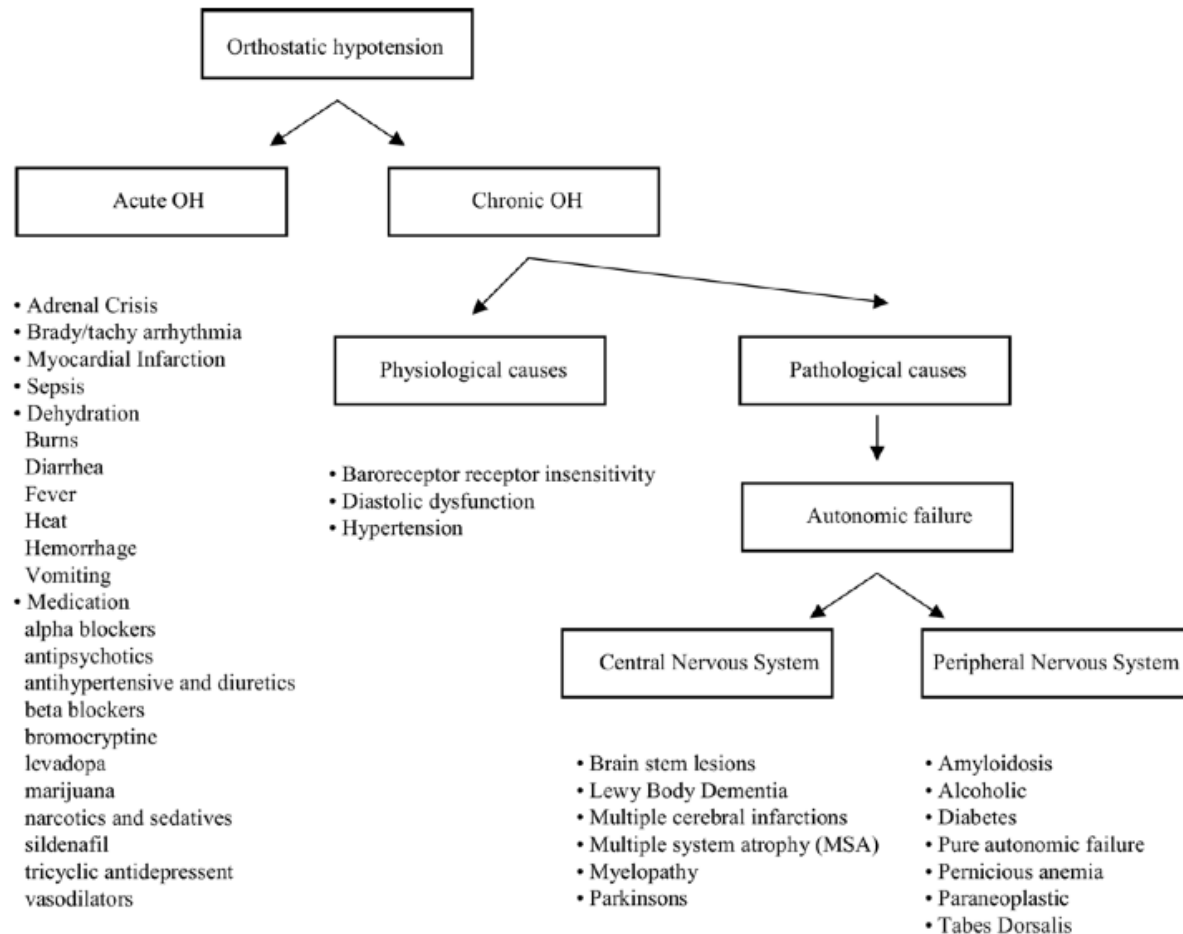 Orthostatic hypotension
Acute OH
Chronic OH
• Adrenal Crisis
• Brady/tachy arrhythmia
• Myocardial Infarction
• Sepsis
• Dehydration
Burns
Diarrhea
Fever
Heat
Hemorrhage
Vomiting
• Medication
alpha blockers
antipsychotics
antihypertensive and diuretics
beta blockers
bromocryptine
levadopa
marijuana
narcotics and sedatives
sildenafil
tricyclic antidepressent
vasodilators
Physiological causes
• Baroreceptor receptor insensitivity
• Diastolic dysfunction
• Hypertension
Pathological causes
Autonomic failure
Central Nervous System
• Brain stem lesions
• Lewy Body Dementia
• Multiple cerebral infarctions
• Multiple system atrophy (MSA)
• Myelopathy
• Parkinsons
Peripheral Nervous System
• Amyloidosis
• Alcoholic
• Diabetes
• Pure autonomic failure
• Pernicious anemia
• Paraneoplastic
• Tabes Dorsalis